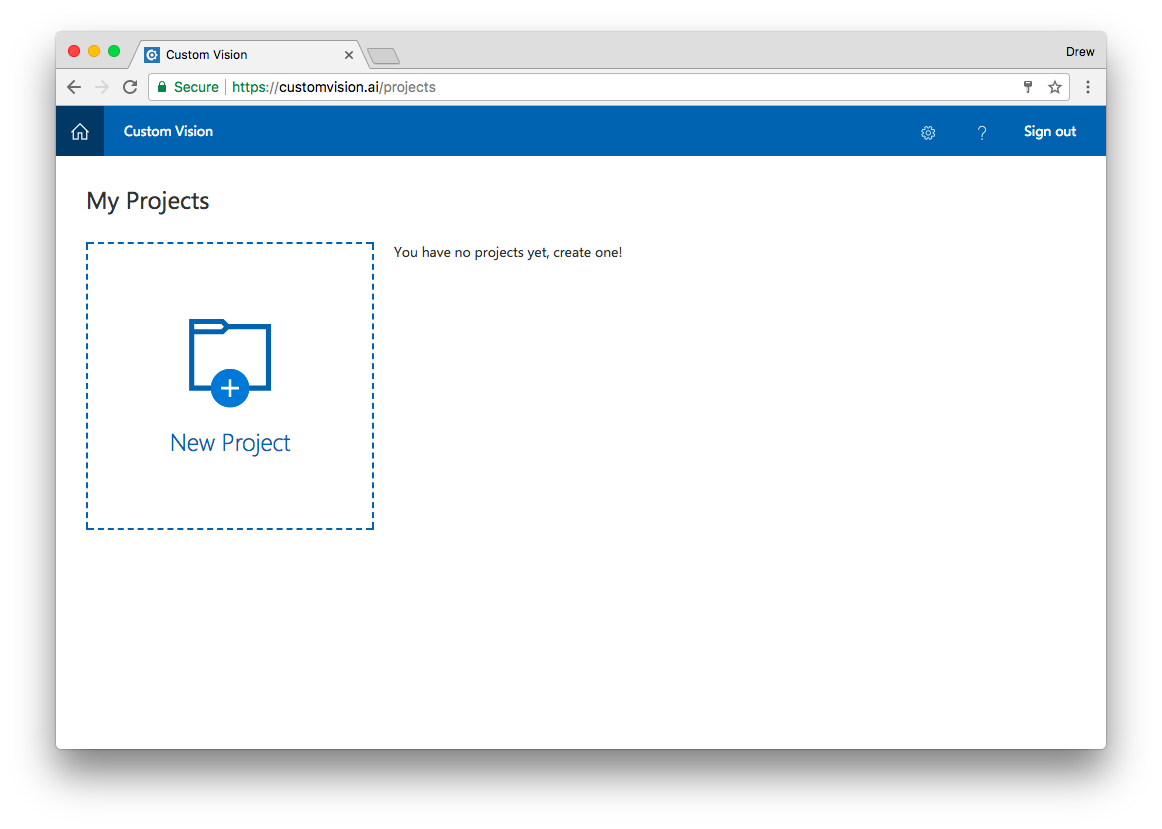 Custom Vision
Drew
Secure https://customvision.ai/projects
Custom Vision
? Sign out
My Projects
You have no projects yet, create one!
New Project